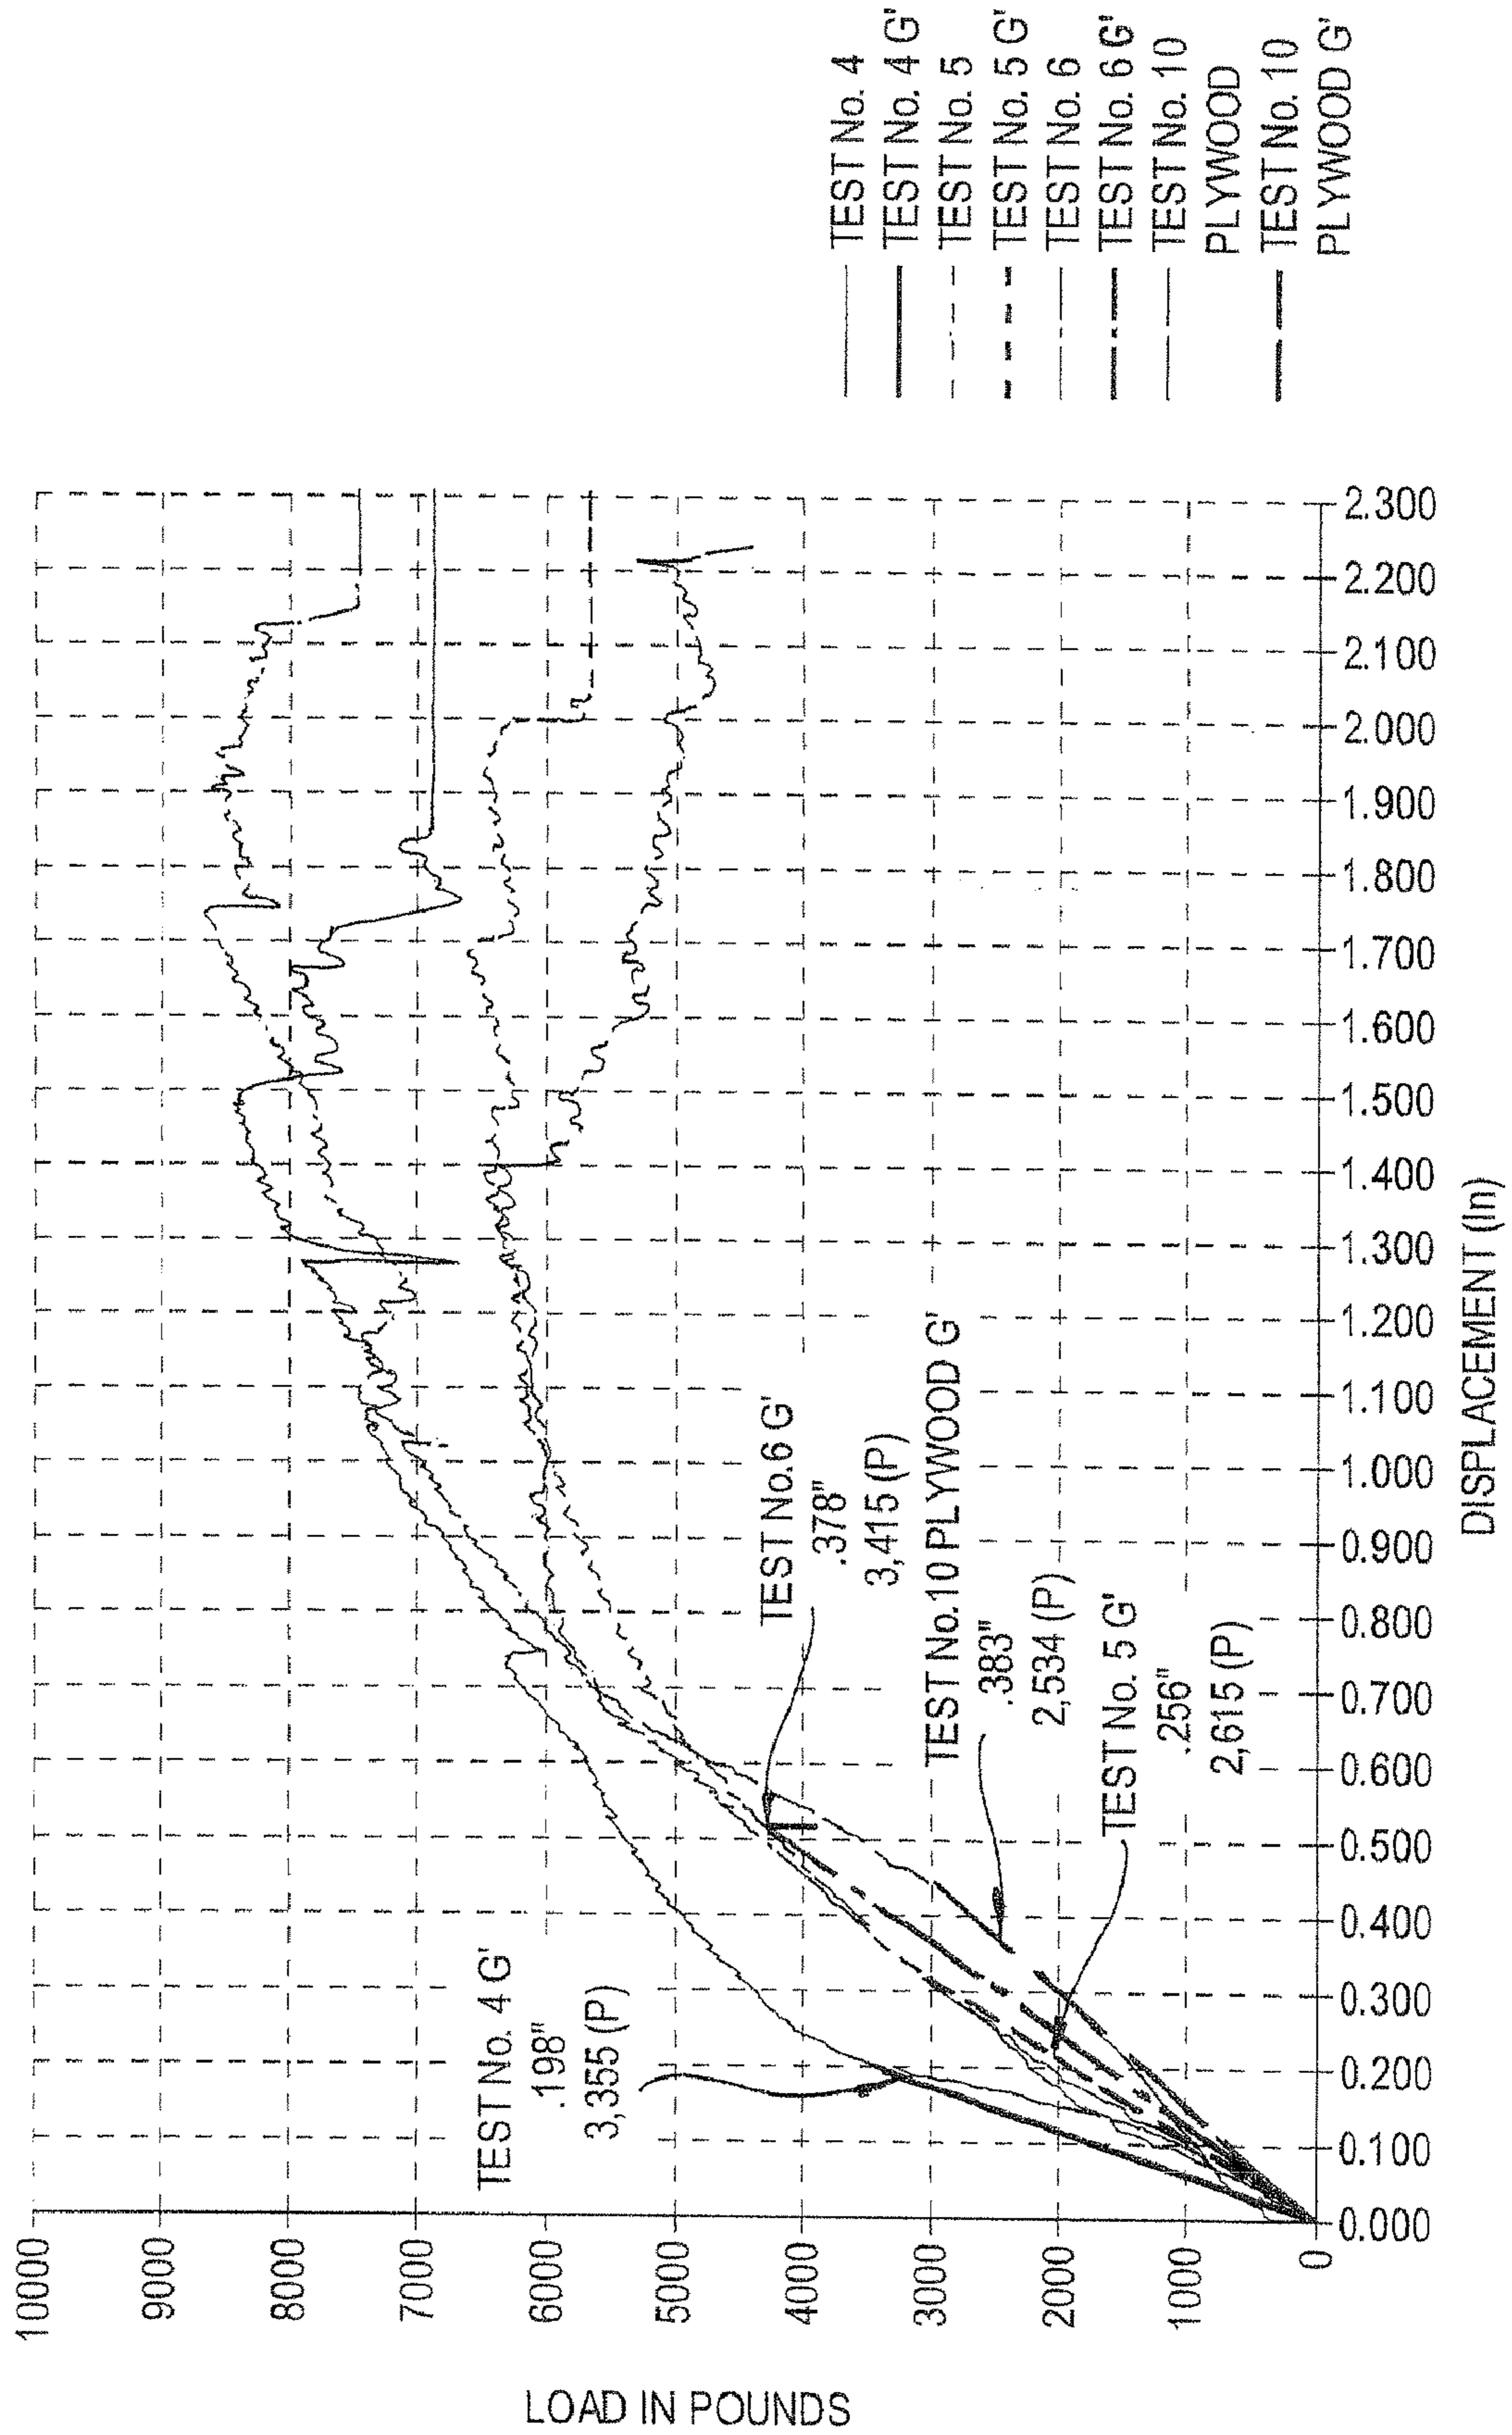 LOAD IN POUNDS
10000
9000
8000
7000
6000
5000
4000
3000
2000
1000
0
0.000
0.100
0.200
0.300
0.400
0.500
0.600
0.700
0.800
0.900
1.000
1.100
1.200
1.300
1.400
1.500
1.600
1.700
1.800
1.900
2.000
2.100
2.200
2.300
DISPLACEMENT (In)
TEST No. 4 G'
.198"
3,355 (P)
TEST No.6 G'
.378"
3,415 (P)
TEST No.10 PLYWOOD G'
.383"
2,534 (P)
TEST No. 5 G'
.256"
2,615 (P)
TEST No. 4
TEST No. 4 G'
TEST No. 5
TEST No. 5 G'
TEST No. 6
TEST No. 6 G'
TEST No. 10
PLYWOOD
TEST No. 10
PLYWOOD G'